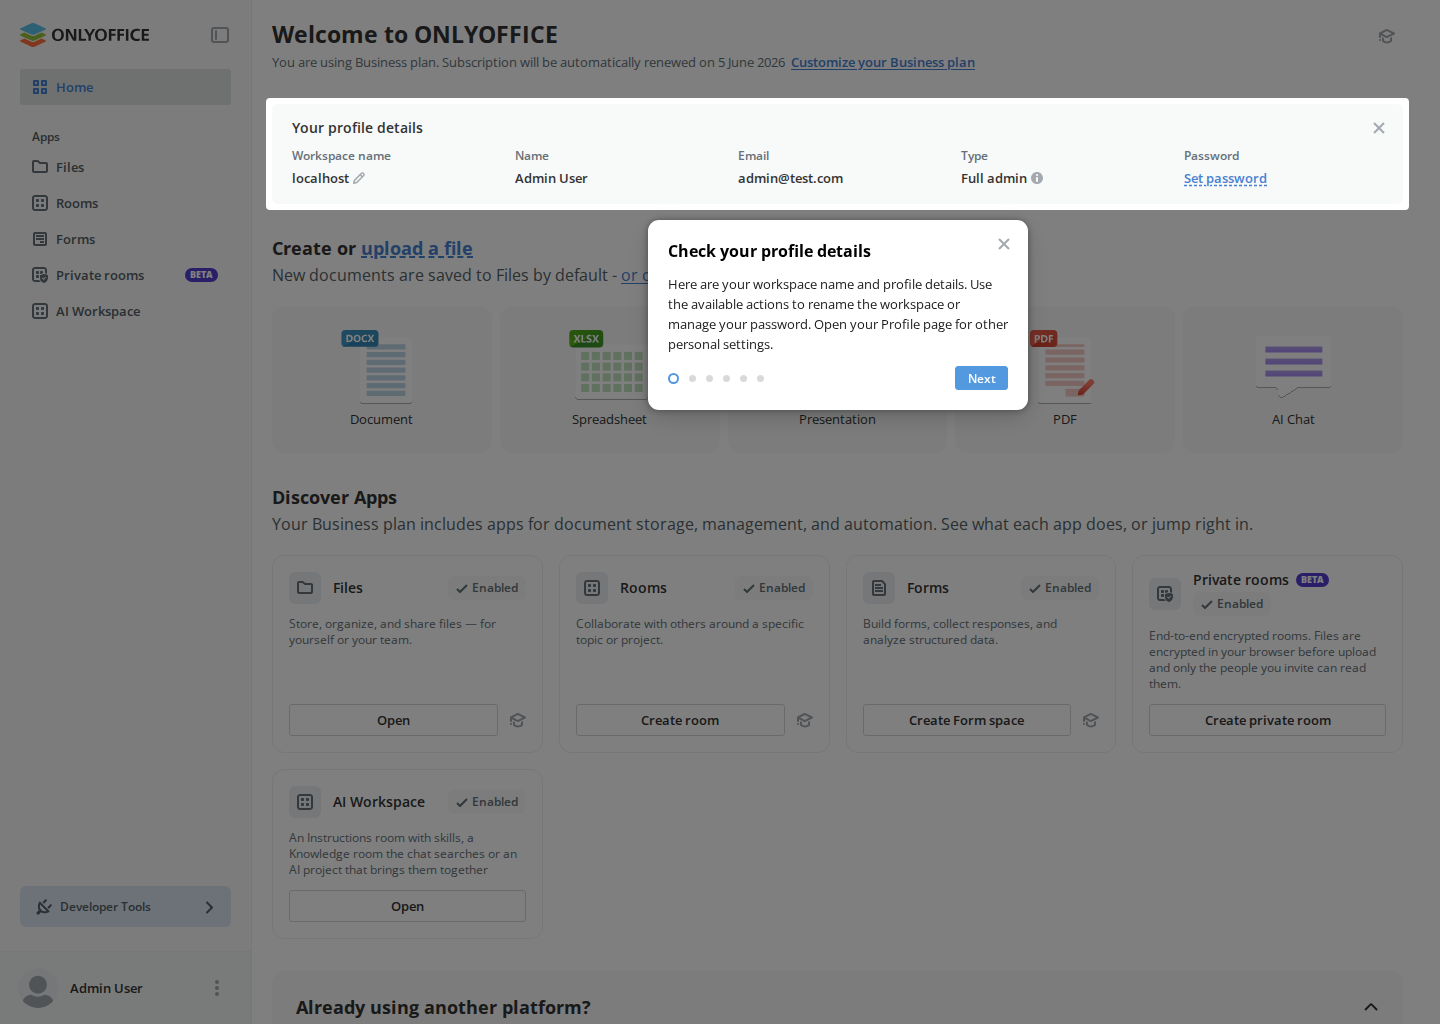 ONLYOFFICE
Home
Apps
Files
Rooms
Forms
Private rooms BETA
AI Workspace
Developer Tools
Admin User
Welcome to ONLYOFFICE
You are using Business plan. Subscription will be automatically renewed on 5 June 2026 Customize your Business plan
Your profile details
Workspace name Name Email Type Password
localhost Admin User admin@test.com Full admin Set password
Create or upload a file
New documents are saved to Files by default - or
Check your profile details
Here are your workspace name and profile details. Use
the available actions to rename the workspace or
manage your password. Open your Profile page for other
personal settings.
Next
DOCX
Document
XLSX
Spreadsheet
Presentation
PDF
PDF
AI Chat
Discover Apps
Your Business plan includes apps for document storage, management, and automation. See what each app does, or jump right in.
Files Enabled
Store, organize, and share files — for
yourself or your team.
Open
Rooms Enabled
Collaborate with others around a specific
topic or project.
Create room
Forms Enabled
Build forms, collect responses, and
analyze structured data.
Create Form space
Private rooms BETA
Enabled
End-to-end encrypted rooms. Files are
encrypted in your browser before upload
and only the people you invite can read
them.
Create private room
AI Workspace Enabled
An Instructions room with skills, a
Knowledge room the chat searches or an
AI project that brings them together
Open
Already using another platform?